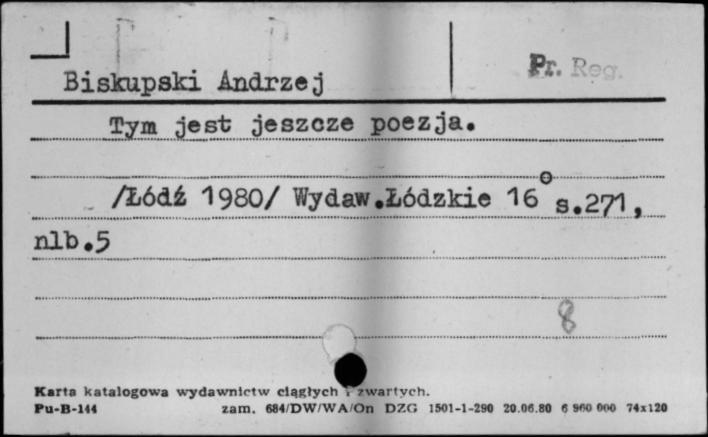 Pr. Reg.
Biskupski Andrzej
Tym jest jeszcze poezja.
/Łódź 1980/ Wydaw.Łódzkie 16° s.271,
nlb.5
8
Karta katalogowa wydawnictw ciągłych i zwartych.
Pu-B-144 zam. 684/DW/WA/On DZG 1501-1-290 20.06.80 6 960 000 74x120